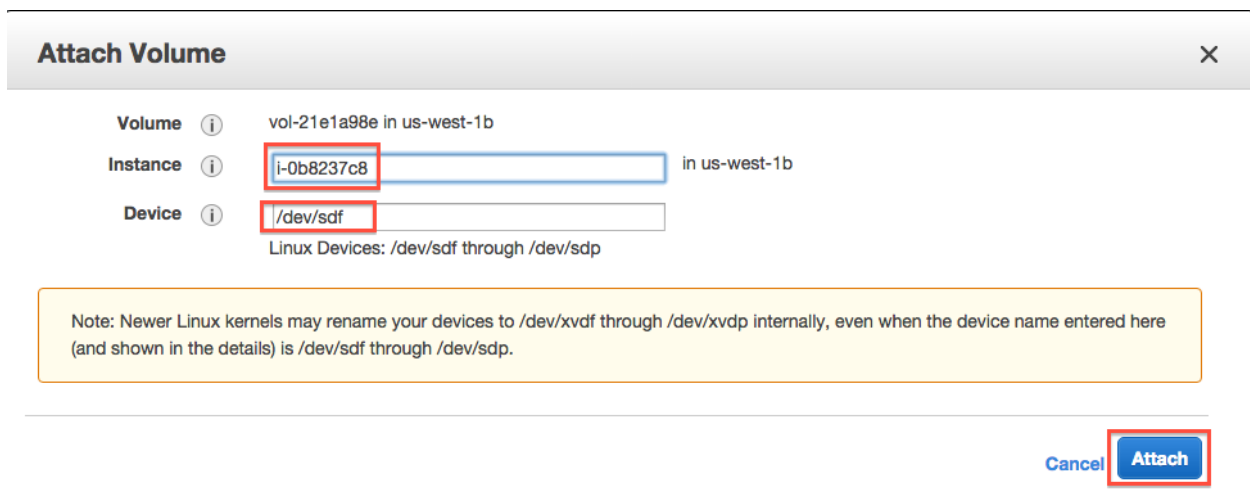 Attach Volume
Volume i vol-21e1a98e in us-west-1b
Instance i i-0b8237c8 in us-west-1b
Device i /dev/sdf
Linux Devices: /dev/sdf through /dev/sdp
Note: Newer Linux kernels may rename your devices to /dev/xvdf through /dev/xvdp internally, even when the device name entered here
(and shown in the details) is /dev/sdf through /dev/sdp.
Cancel Attach